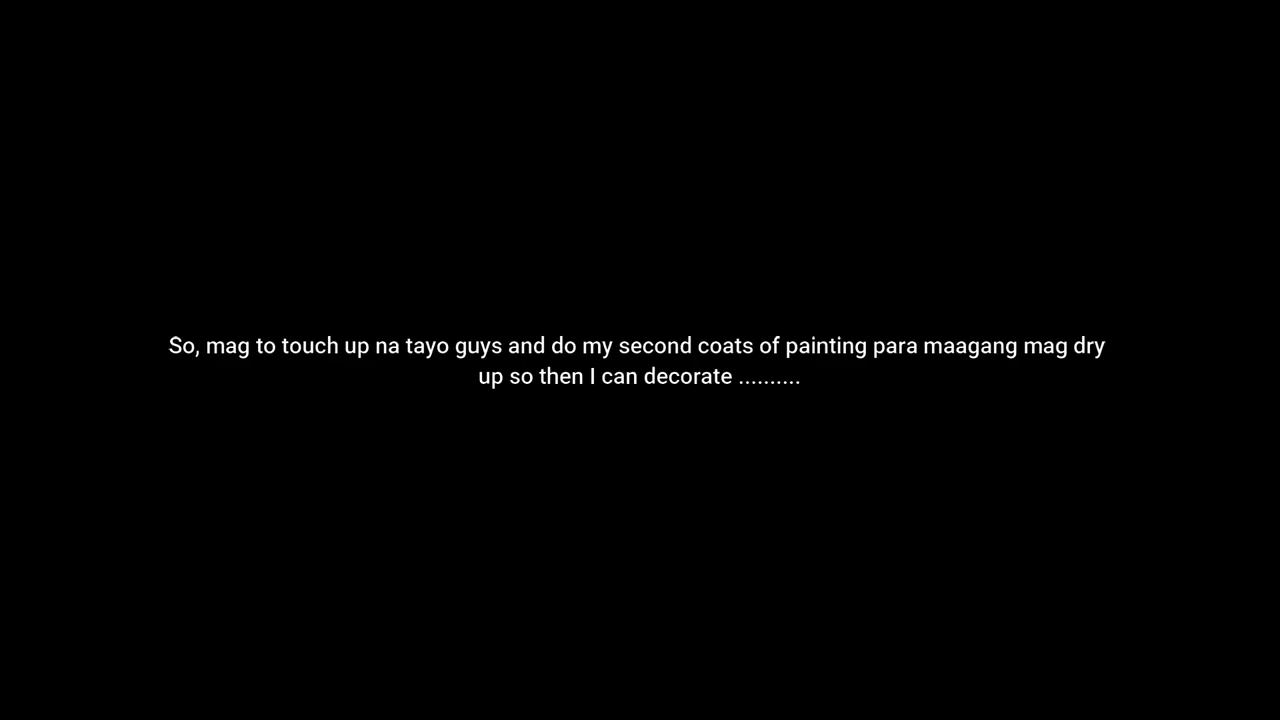 So, mag to touch up na tayo guys and do my second coats of painting para maagang mag dry
up so then I can decorate ..........